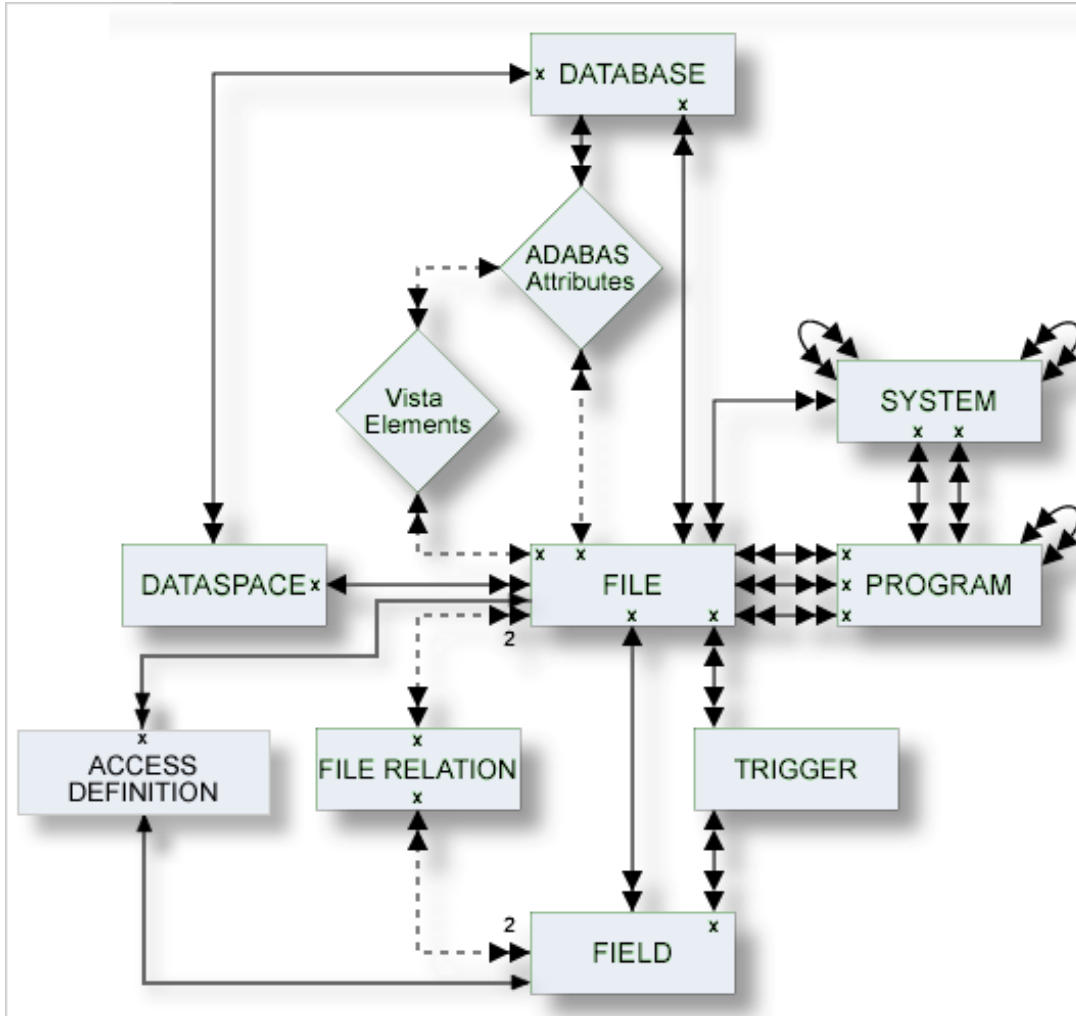 x DATABASE
x
ADABAS
Attributes
Vista
Elements
SYSTEM
x x
x x
DATASPACE x
FILE
x
x PROGRAM
x
x x
2
x
ACCESS
DEFINITION
x
FILE RELATION
x
TRIGGER
2
x
FIELD